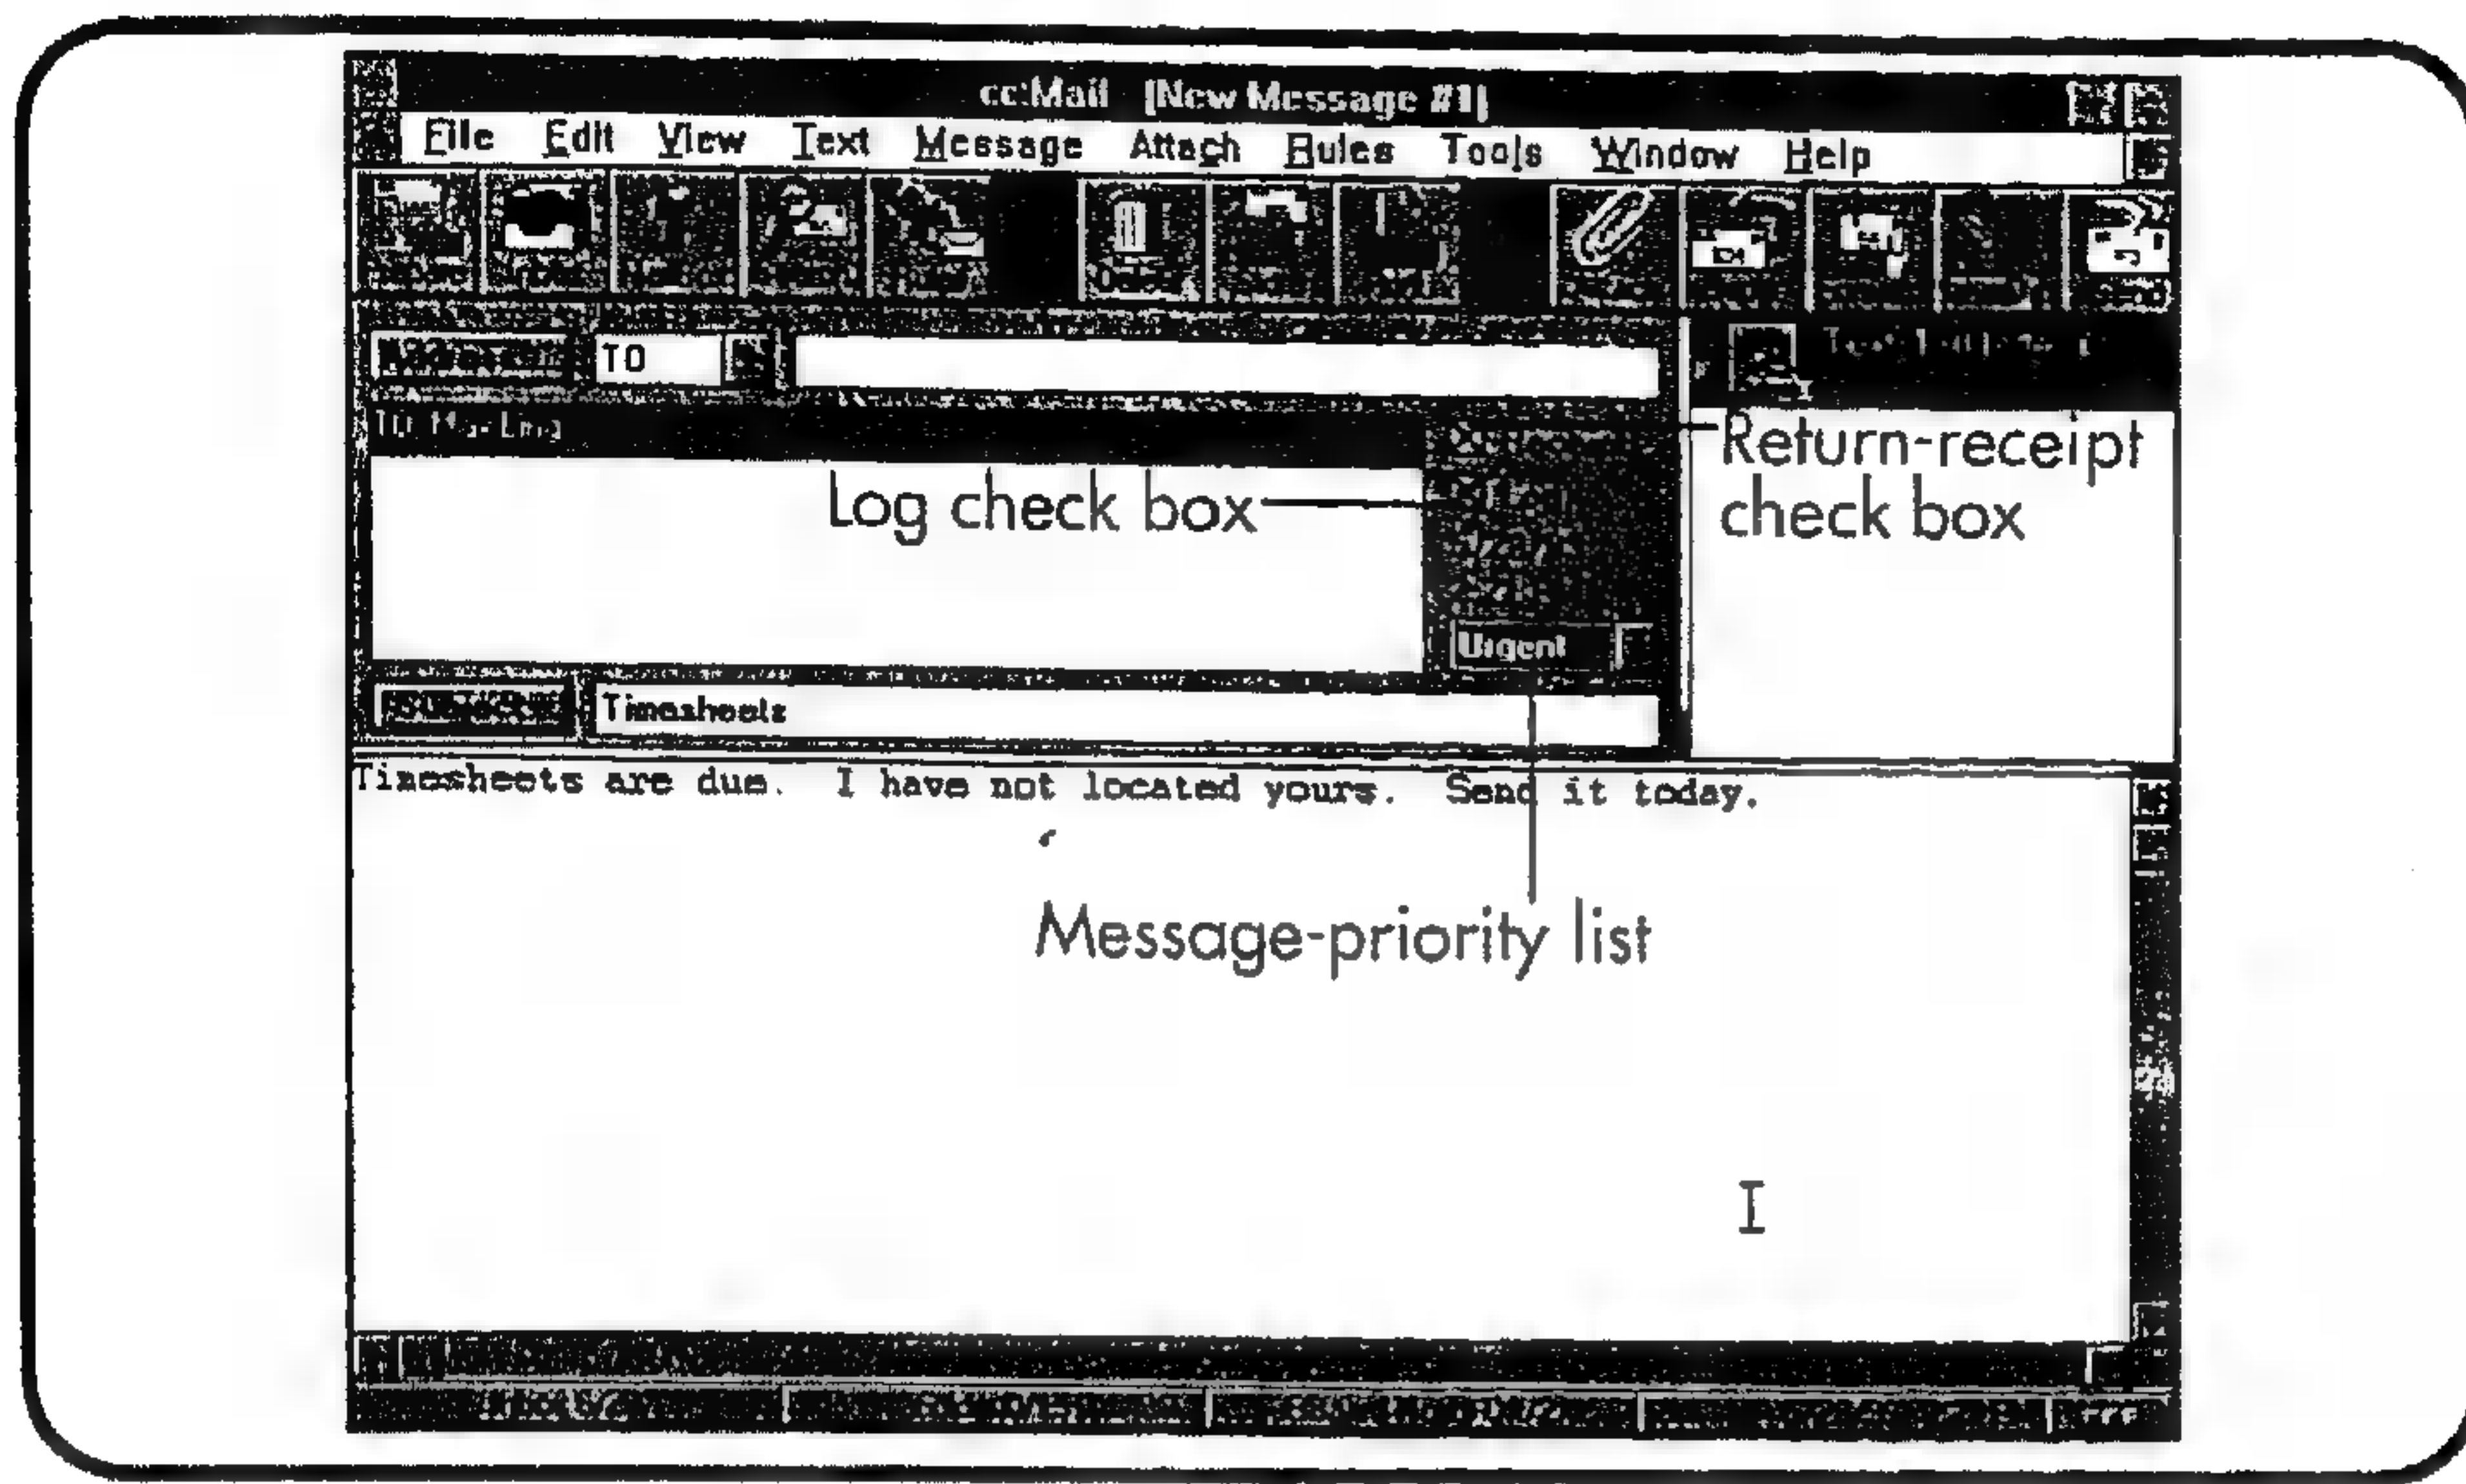 cc:Mail [New Message #1]
File Edit View Text Message Attach Rules Tools Window Help
TO
Return-receipt
check box
Log check box
Urgent
Timesheets
Timesheets are due. I have not located yours. Send it today.
Message-priority list